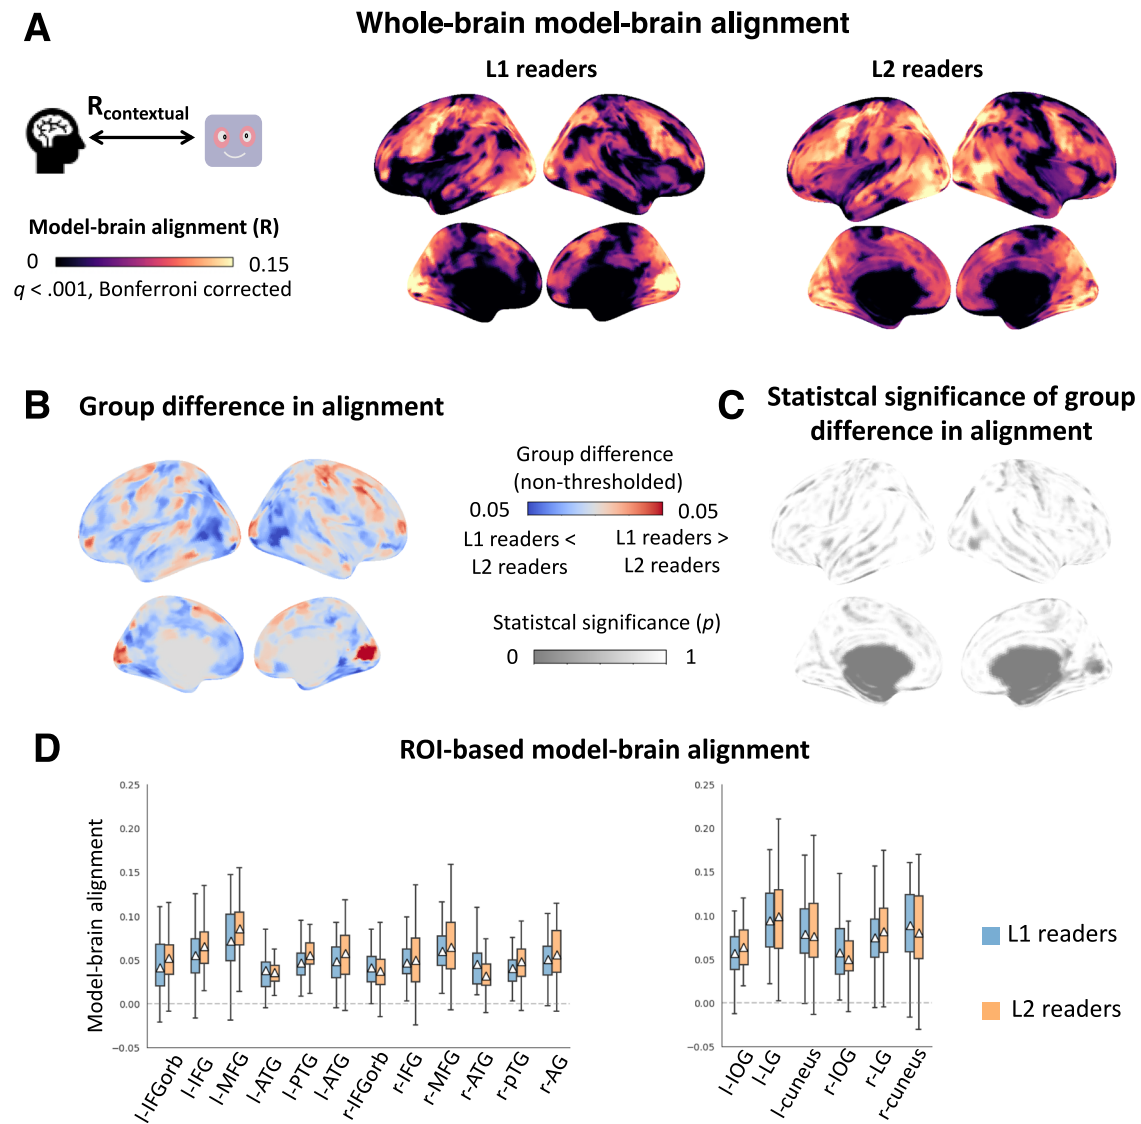 A
Whole-brain model-brain alignment
L1 readers
L2 readers
Rcontextual
Model-brain alignment (R)
0
0.15
q < .001, Bonferroni corrected
B
Group difference in alignment
C
Statistcal significance of group
difference in alignment
Group difference
(non-thresholded)
0.05
0.05
L1 readers <
L2 readers
L1 readers >
L2 readers
Statistcal significance (p)
0
1
D
ROI-based model-brain alignment
Model-brain alignment
0.25
0.20
0.15
0.10
0.05
0.00
−0.05
l-IFGorb
l-IFG
l-MFG
l-ATG
l-PTG
l-ATG
r-IFGorb
r-IFG
r-MFG
r-ATG
r-pTG
r-AG
0.25
0.20
0.15
0.10
0.05
0.00
−0.05
l-IOG
l-LG
l-cuneus
r-IOG
r-LG
r-cuneus
L1 readers
L2 readers